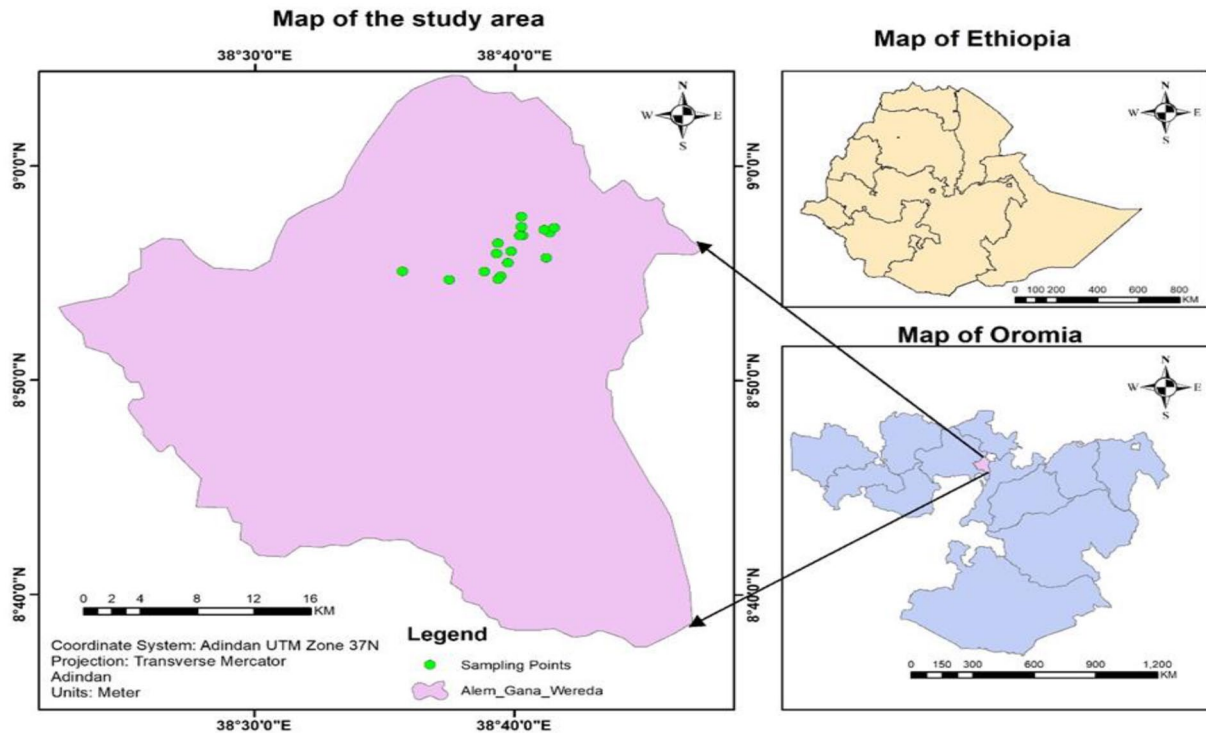 Map of the study area
38°30'0"E
38°40'0"E
N
W
E
S
9°0'0"N
9°0'0"N
8°50'0"N
8°50'0"N
8°40'0"N
8°40'0"N
0 2 4 8 12 16
KM
Coordinate System: Adindan UTM Zone 37N
Projection: Transverse Mercator
Adindan
Units: Meter
Legend
Sampling Points
Alem_Gana_Wereda
38°30'0"E
38°40'0"E
Map of Ethiopia
N
W
E
S
0 100 200 400 600 800
KM
Map of Oromia
N
W
E
S
0 150 300 600 900 1,200
KM